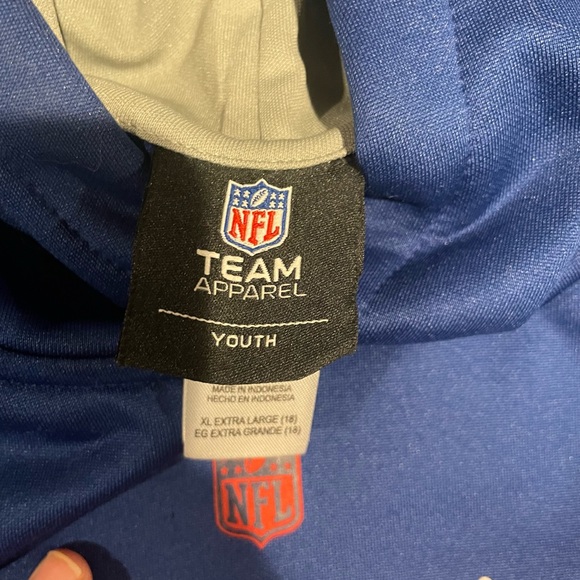 NFL
TEAM
APPAREL
YOUTH
MADE IN INDONESIA
HECHO EN INDONESIA
XL EXTRA LARGE (18)
EG EXTRA GRANDE (18)
NFL